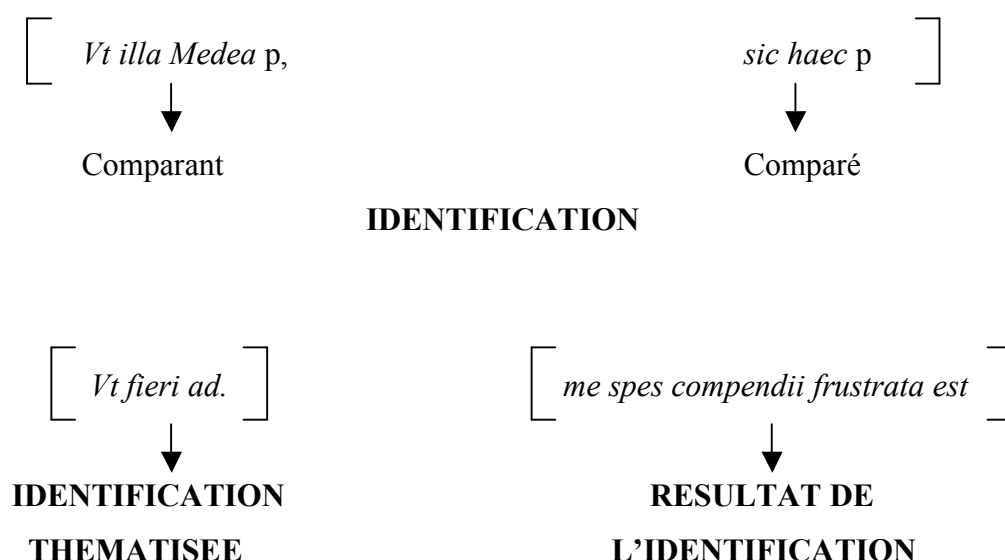 Vt illa Medea p, sic haec p
Comparant Comparé
IDENTIFICATION
Vt fieri ad. me spes compendii frustrata est
IDENTIFICATION RESULTAT DE
THEMATISEE L'IDENTIFICATION